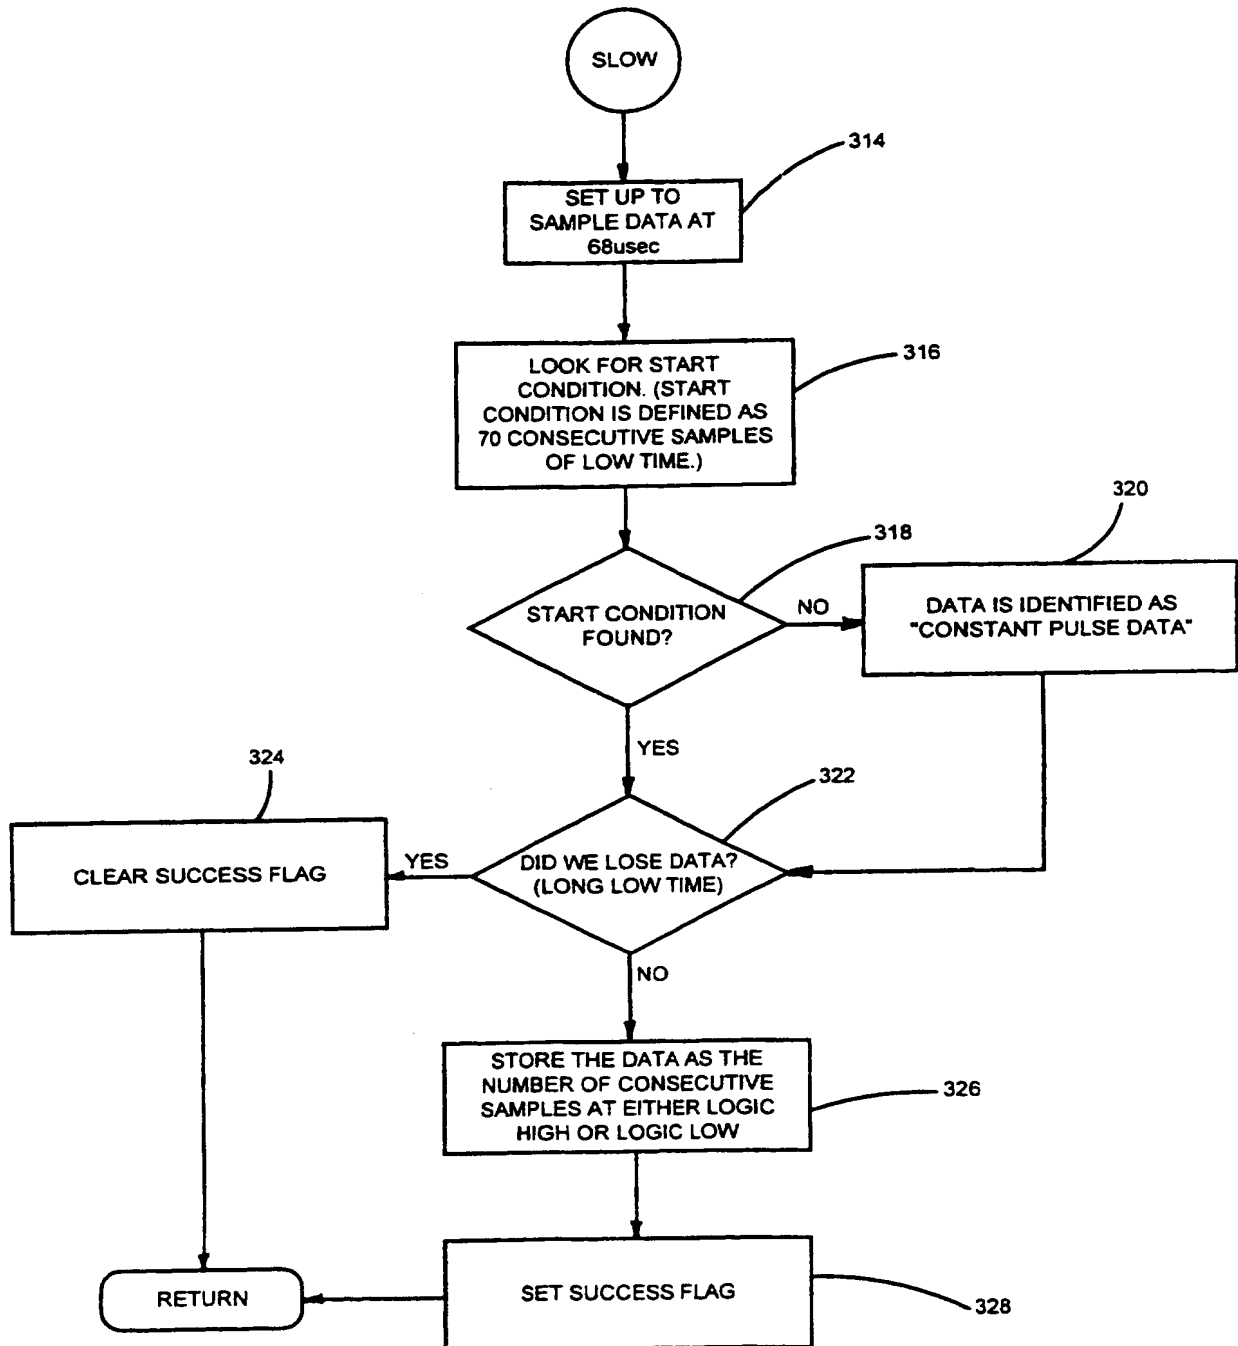 SLOW
314
SET UP TO
SAMPLE DATA AT
68usec
316
LOOK FOR START
CONDITION. (START
CONDITION IS DEFINED AS
70 CONSECUTIVE SAMPLES
OF LOW TIME.)
318
START CONDITION
FOUND?
NO
320
DATA IS IDENTIFIED AS
"CONSTANT PULSE DATA"
YES
322
DID WE LOSE DATA?
(LONG LOW TIME)
YES
324
CLEAR SUCCESS FLAG
NO
STORE THE DATA AS THE
NUMBER OF CONSECUTIVE
SAMPLES AT EITHER LOGIC
HIGH OR LOGIC LOW
326
SET SUCCESS FLAG
328
RETURN